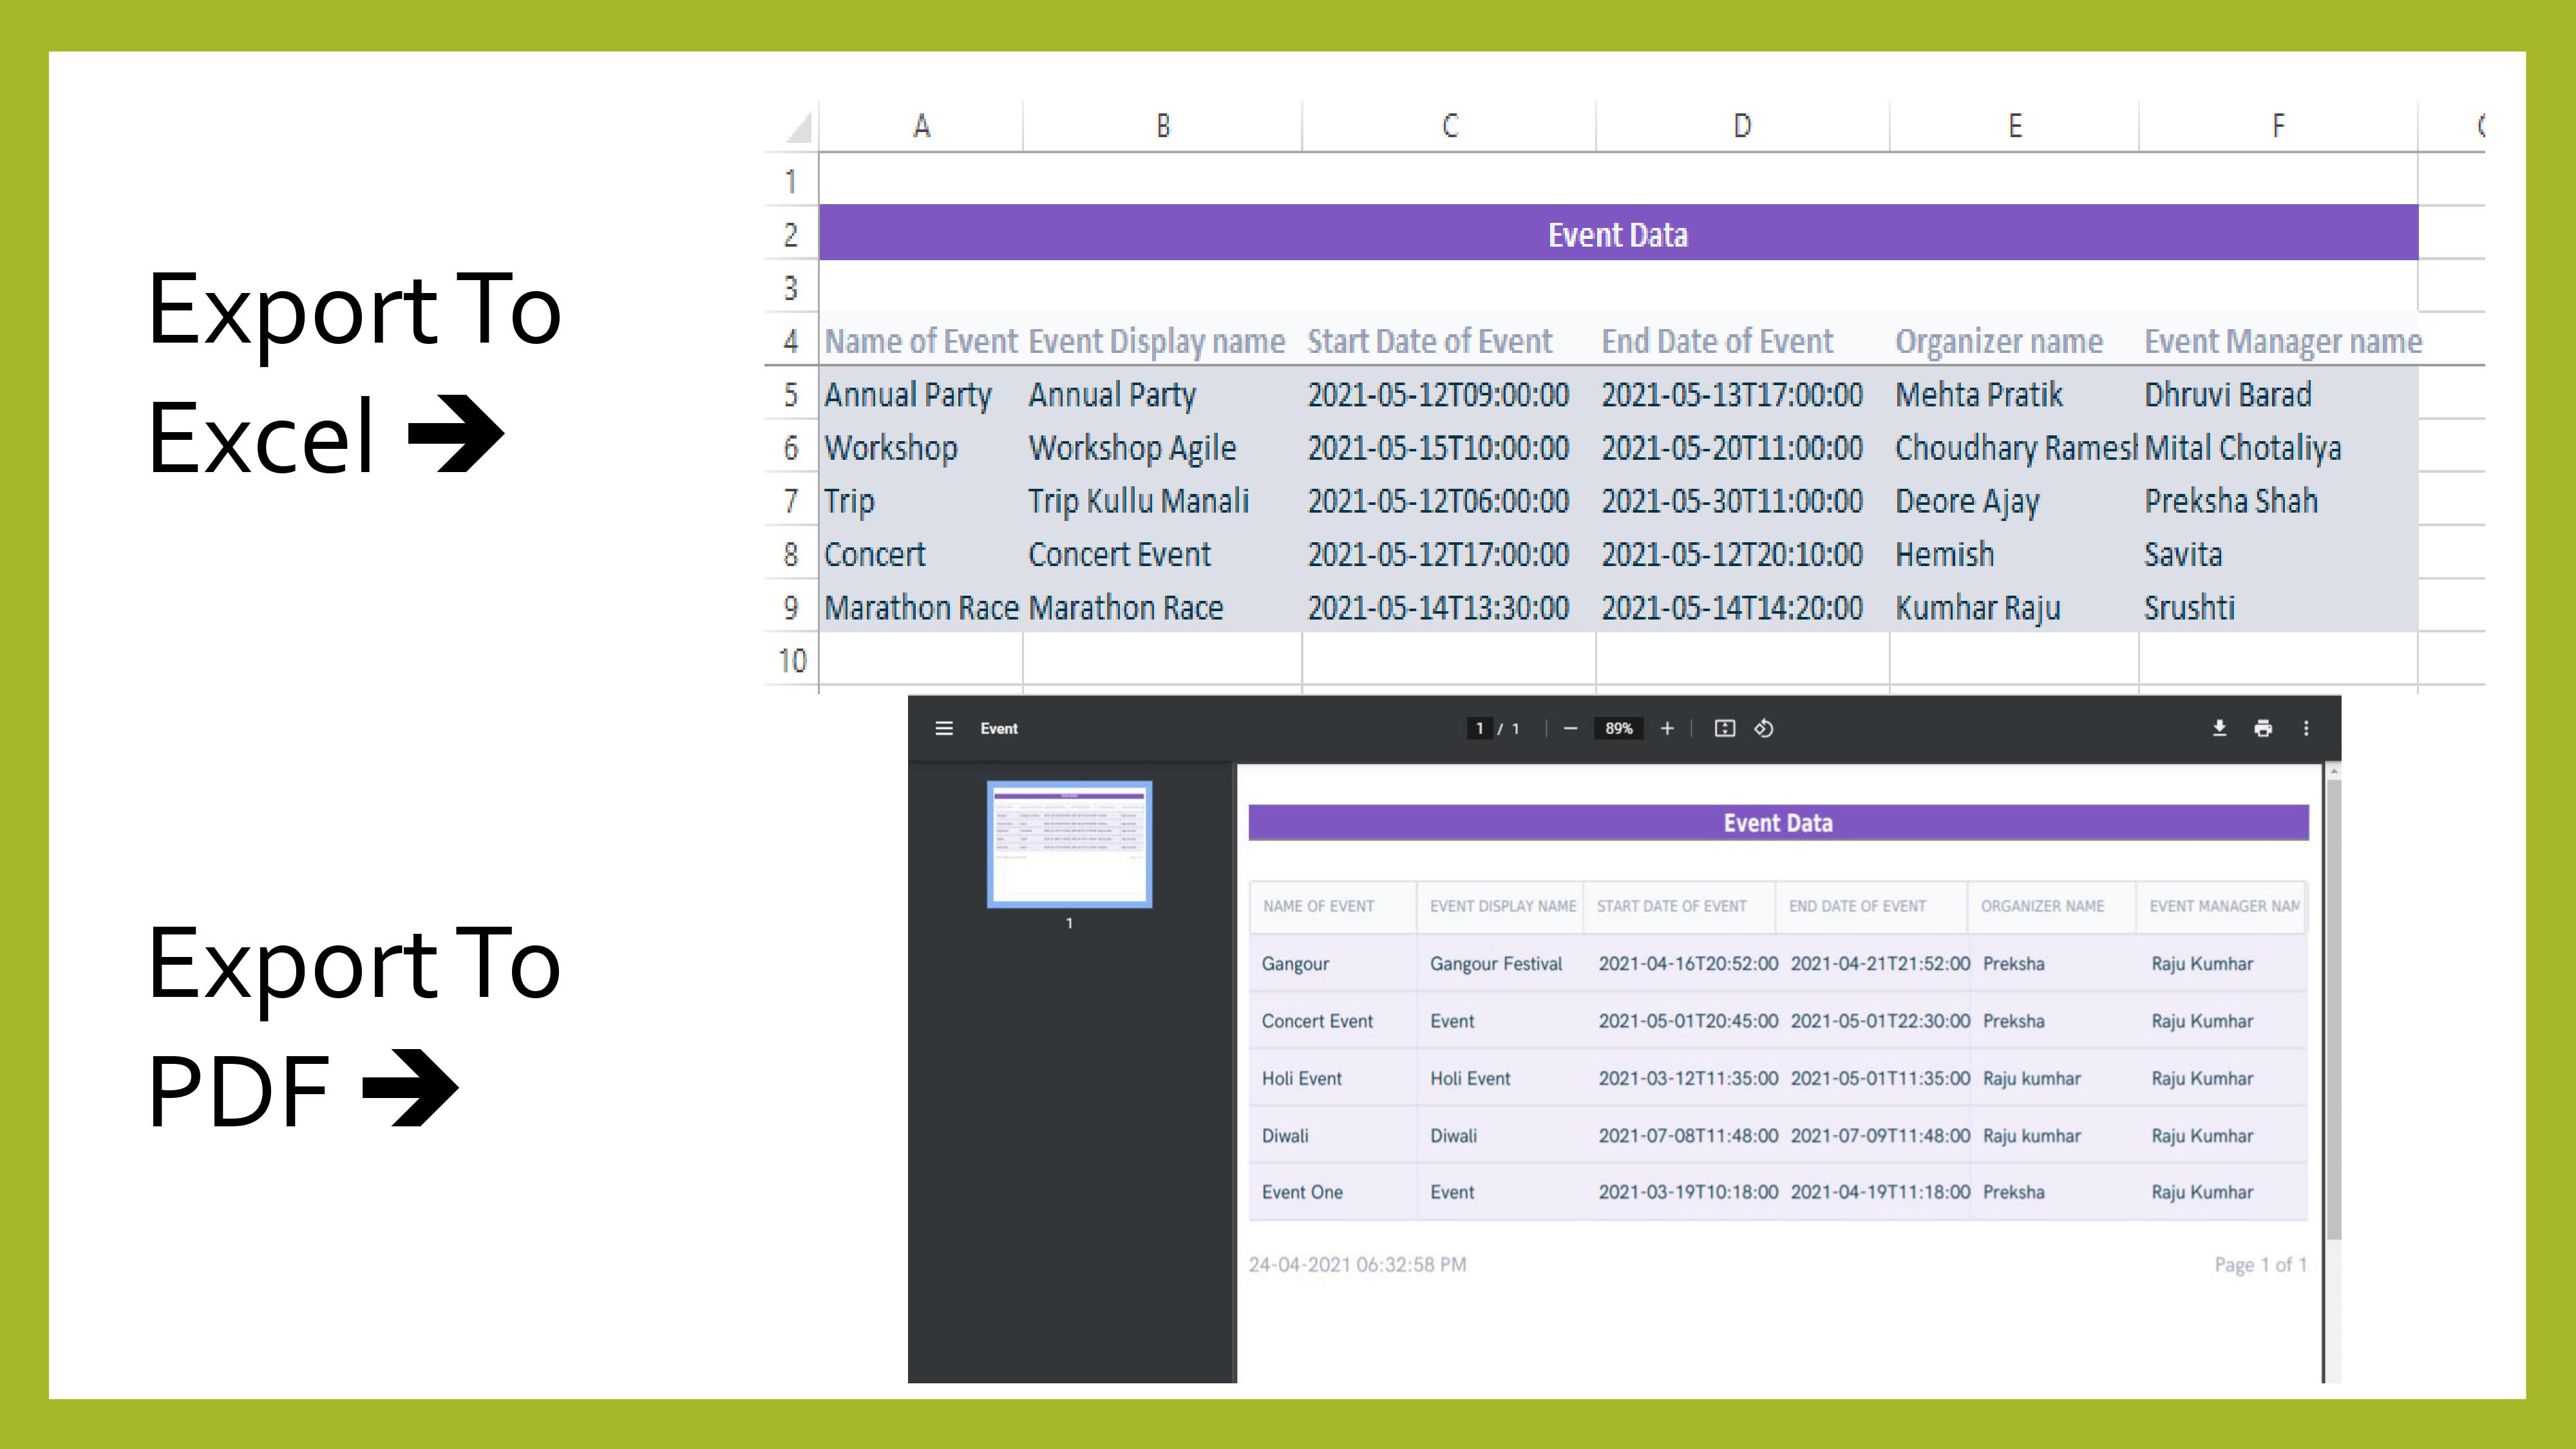 Export To
Excel 🡺
A B C D E F
1
2 Event Data
3
4 Name of Event Event Display name Start Date of Event End Date of Event Organizer name Event Manager name
5 Annual Party Annual Party 2021-05-12T09:00:00 2021-05-13T17:00:00 Mehta Pratik Dhruvi Barad
6 Workshop Workshop Agile 2021-05-15T10:00:00 2021-05-20T11:00:00 Choudhary Mital Chotaliya
7 Trip Trip Kullu Manali 2021-05-12T06:00:00 2021-05-30T11:00:00 Deore Ajay Preksha Shah
8 Concert Concert Event 2021-05-12T17:00:00 2021-05-12T20:10:00 Hemish Savita
9 Marathon Race Marathon Race 2021-05-14T13:30:00 2021-05-14T14:20:00 Kumhar Raju Srushti
10
Export To
PDF 🡺
Event 1 / 1 89%
1
Event Data
NAME OF EVENT EVENT DISPLAY NAME START DATE OF EVENT END DATE OF EVENT ORGANIZER NAME EVENT MANAGER NAM
Gangour Gangour Festival 2021-04-16T20:52:00 2021-04-21T21:52:00 Preksha Raju Kumhar
Concert Event Event 2021-05-01T20:45:00 2021-05-01T22:30:00 Preksha Raju Kumhar
Holi Event Holi Event 2021-03-12T11:35:00 2021-05-01T11:35:00 Raju kumhar Raju Kumhar
Diwali Diwali 2021-07-08T11:48:00 2021-07-09T11:48:00 Raju kumhar Raju Kumhar
Event One Event 2021-03-19T10:18:00 2021-04-19T11:18:00 Preksha Raju Kumhar
24-04-2021 06:32:58 PM Page 1 of 1